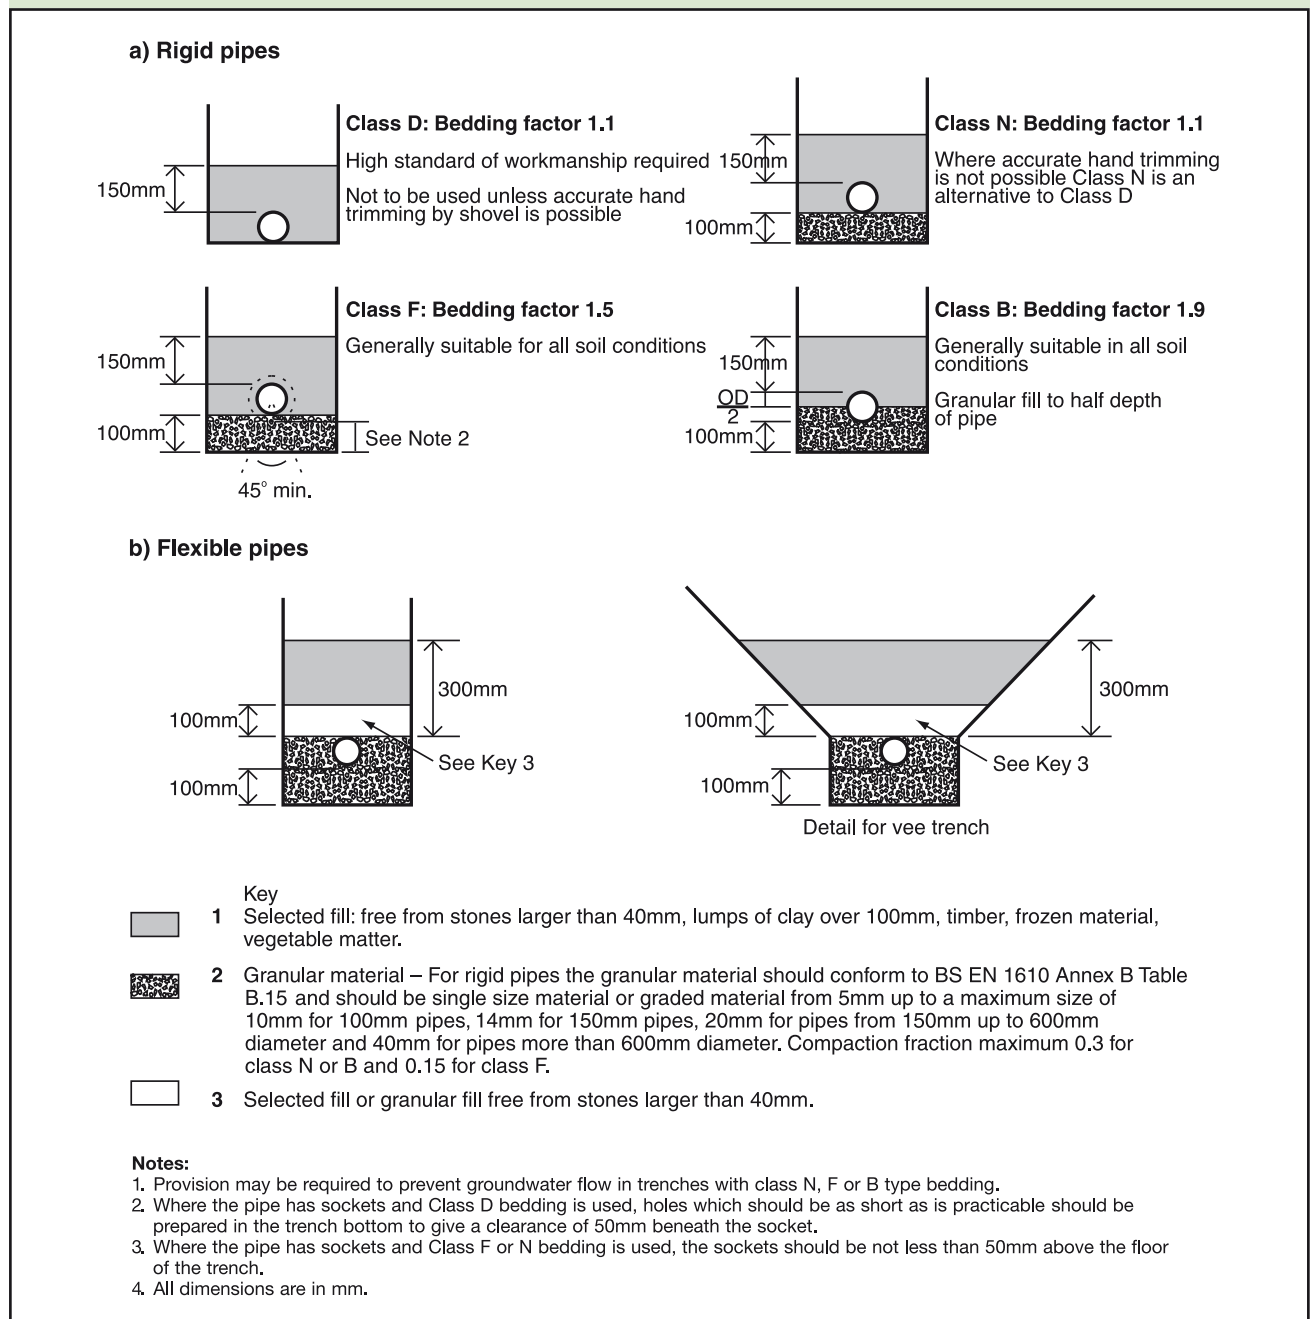 a) Rigid pipes
Class D: Bedding factor 1.1
High standard of workmanship required
Not to be used unless accurate hand
trimming by shovel is possible
150mm
Class N: Bedding factor 1.1
Where accurate hand trimming
is not possible Class N is an
alternative to Class D
150mm
100mm
Class F: Bedding factor 1.5
Generally suitable for all soil conditions
150mm
100mm
See Note 2
45° min.
Class B: Bedding factor 1.9
Generally suitable in all soil
conditions
Granular fill to half depth
of pipe
150mm
OD
2
100mm
b) Flexible pipes
300mm
100mm
See Key 3
100mm
300mm
100mm
See Key 3
100mm
Detail for vee trench
Key
1 Selected fill: free from stones larger than 40mm, lumps of clay over 100mm, timber, frozen material,
vegetable matter.
2 Granular material – For rigid pipes the granular material should conform to BS EN 1610 Annex B Table
B.15 and should be single size material or graded material from 5mm up to a maximum size of
10mm for 100mm pipes, 14mm for 150mm pipes, 20mm for pipes from 150mm up to 600mm
diameter and 40mm for pipes more than 600mm diameter. Compaction fraction maximum 0.3 for
class N or B and 0.15 for class F.
3 Selected fill or granular fill free from stones larger than 40mm.
Notes:
1. Provision may be required to prevent groundwater flow in trenches with class N, F or B type bedding.
2. Where the pipe has sockets and Class D bedding is used, holes which should be as short as is practicable should be
prepared in the trench bottom to give a clearance of 50mm beneath the socket.
3. Where the pipe has sockets and Class F or N bedding is used, the sockets should be not less than 50mm above the floor
of the trench.
4. All dimensions are in mm.